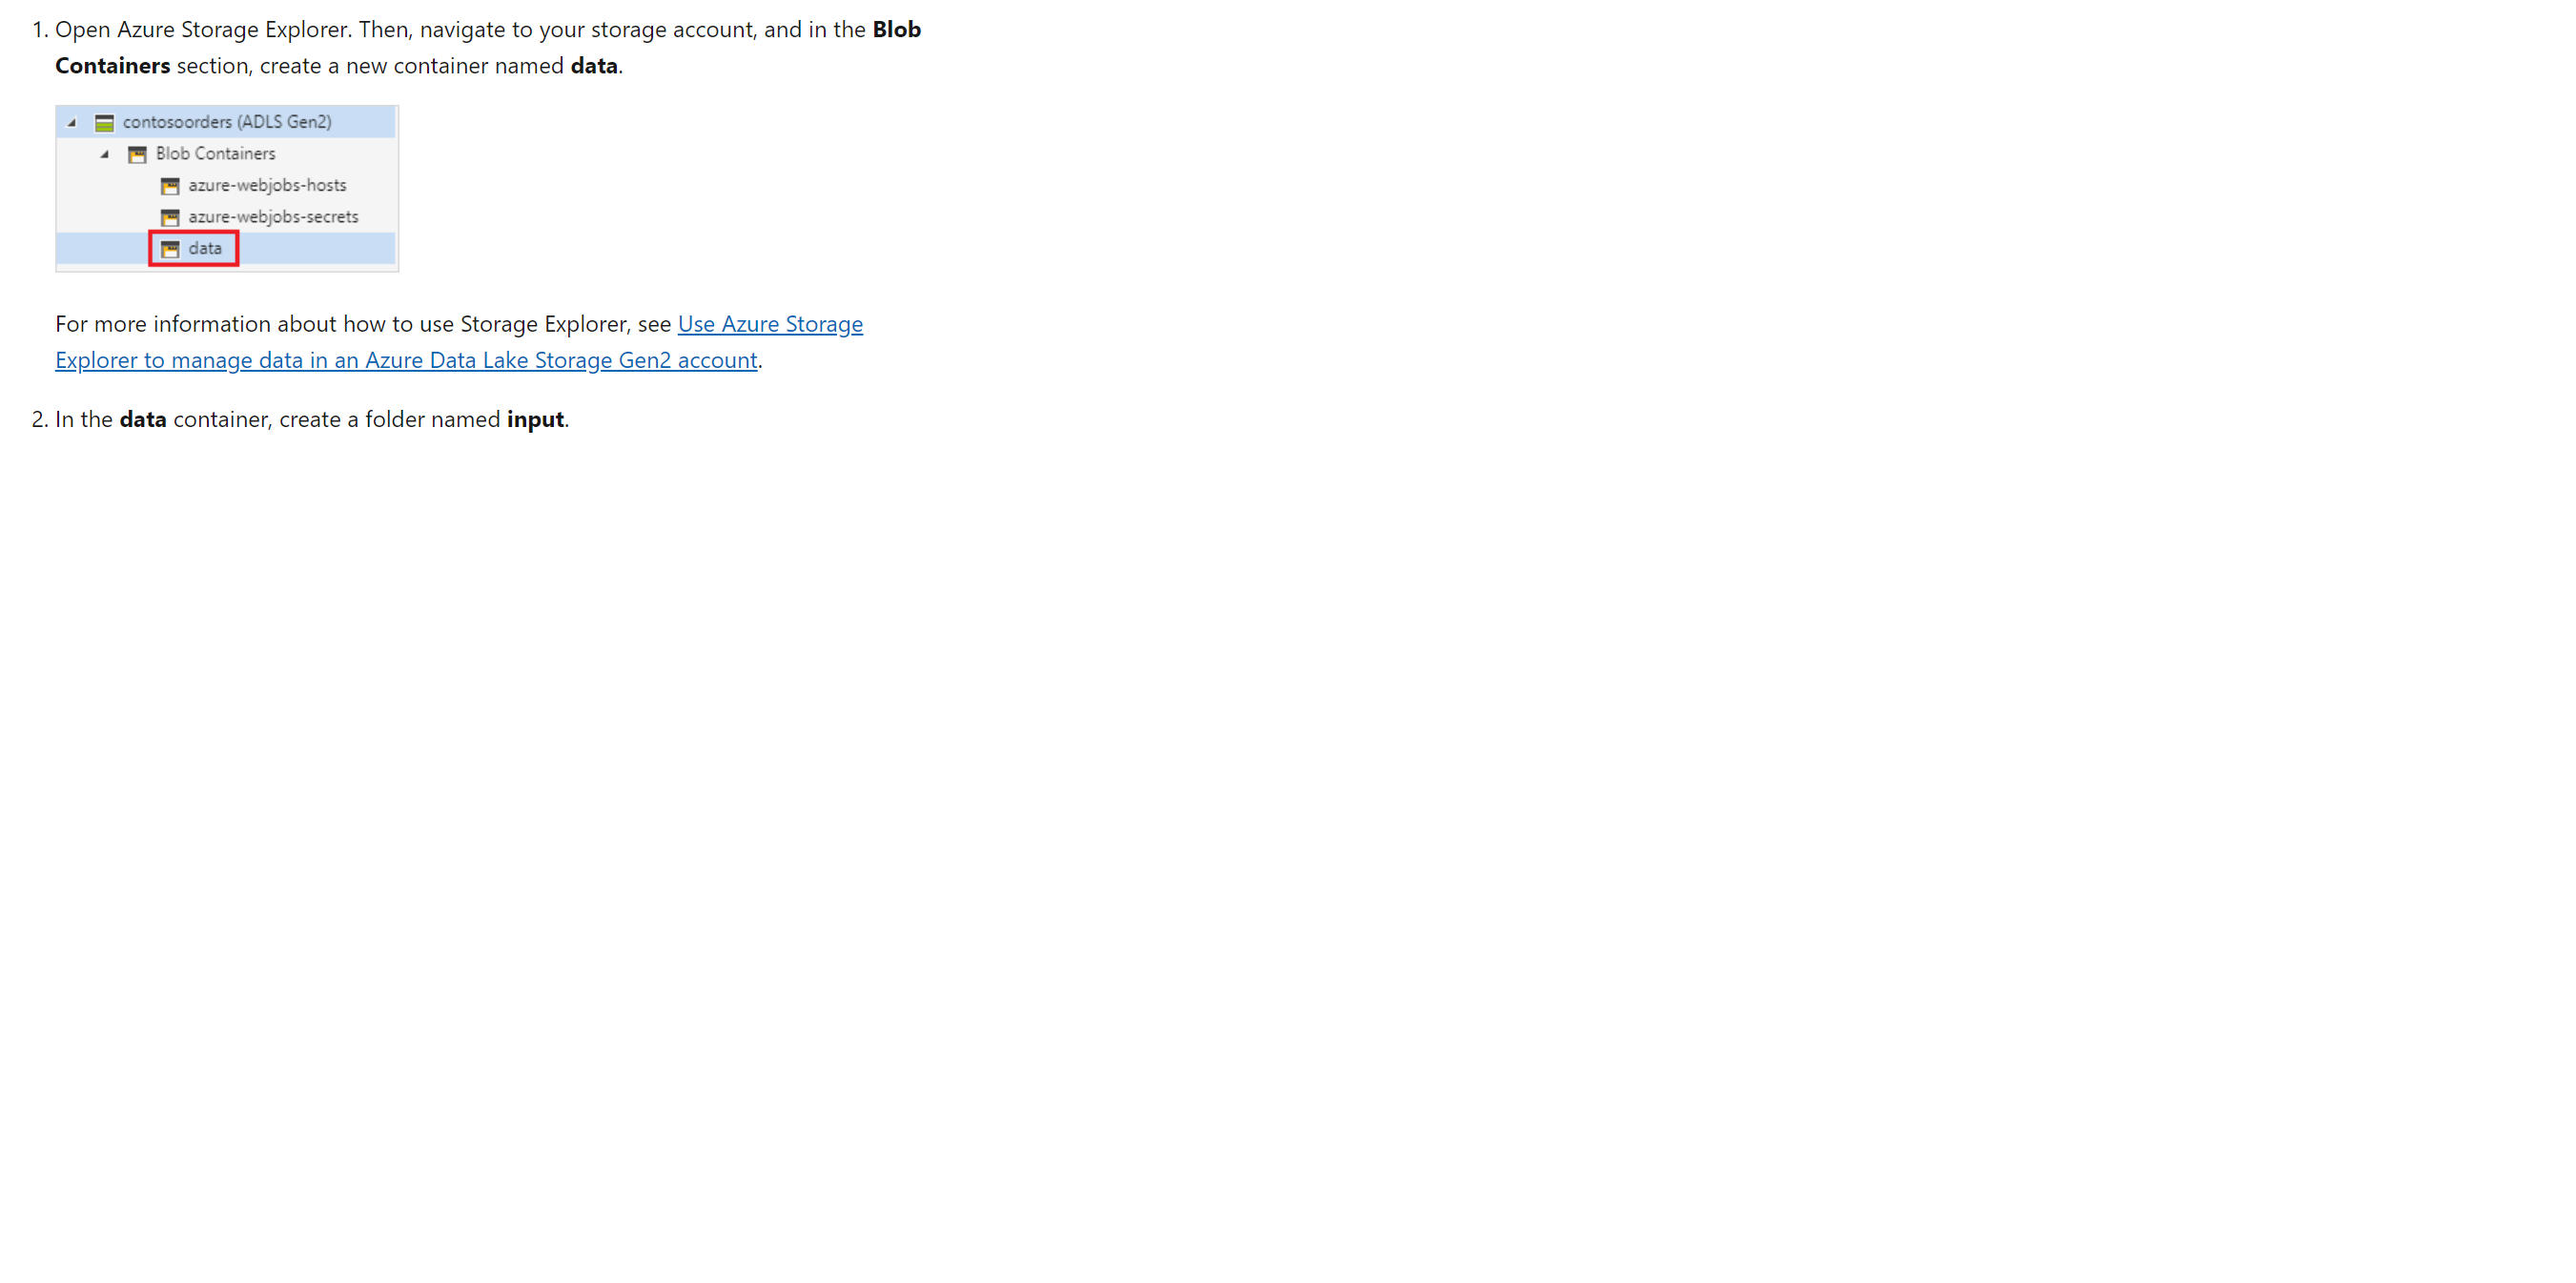 1. Open Azure Storage Explorer. Then, navigate to your storage account, and in the Blob
Containers section, create a new container named data.
contosoorders (ADLS Gen2)
Blob Containers
azure-webjobs-hosts
azure-webjobs-secrets
data
For more information about how to use Storage Explorer, see Use Azure Storage
Explorer to manage data in an Azure Data Lake Storage Gen2 account.
2. In the data container, create a folder named input.